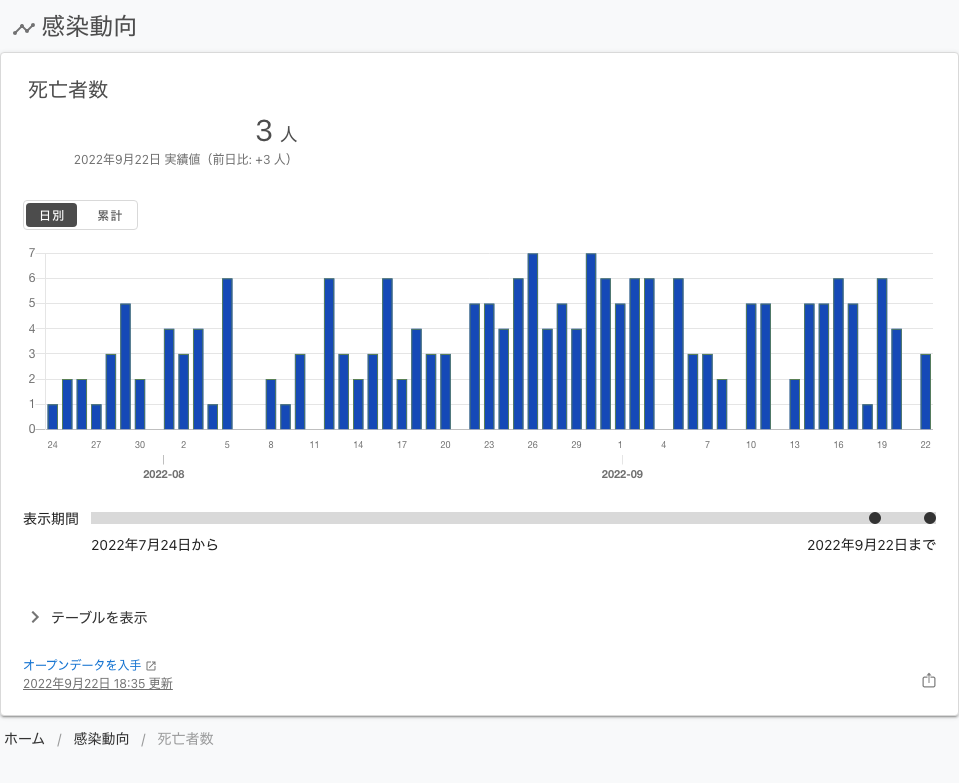 感染動向
死亡者数
3 人
2022年9月22日 実績値（前日比: +3 人）
日別 累計
7
6
5
4
3
2
1
0
24 27 30 2 5 8 11 14 17 20 23 26 29 1 4 7 10 13 16 19 22
2022-08 2022-09
表示期間
2022年7月24日から 2022年9月22日まで
テーブルを表示
オープンデータを入手
2022年9月22日 18:35 更新
ホーム / 感染動向 / 死亡者数